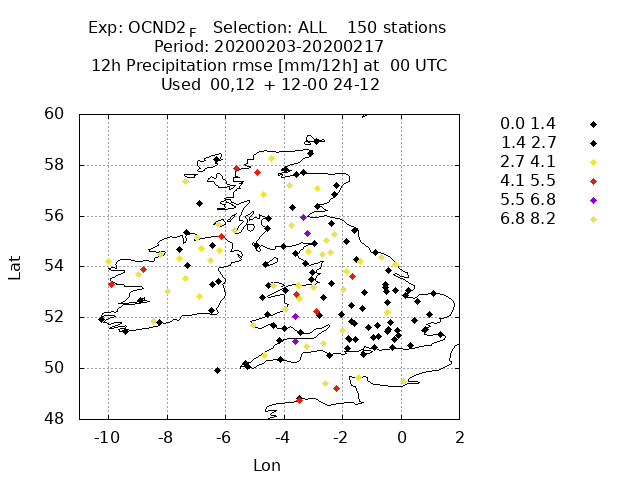 Exp: OCND2F Selection: ALL 150 stations
Period: 20200203-20200217
12h Precipitation rmse [mm/12h] at 00 UTC
Used 00,12 + 12-00 24-12
60
58
56
54
52
50
48
Lat
-10 -8 -6 -4 -2 0 2
Lon
0.0 1.4
1.4 2.7
2.7 4.1
4.1 5.5
5.5 6.8
6.8 8.2